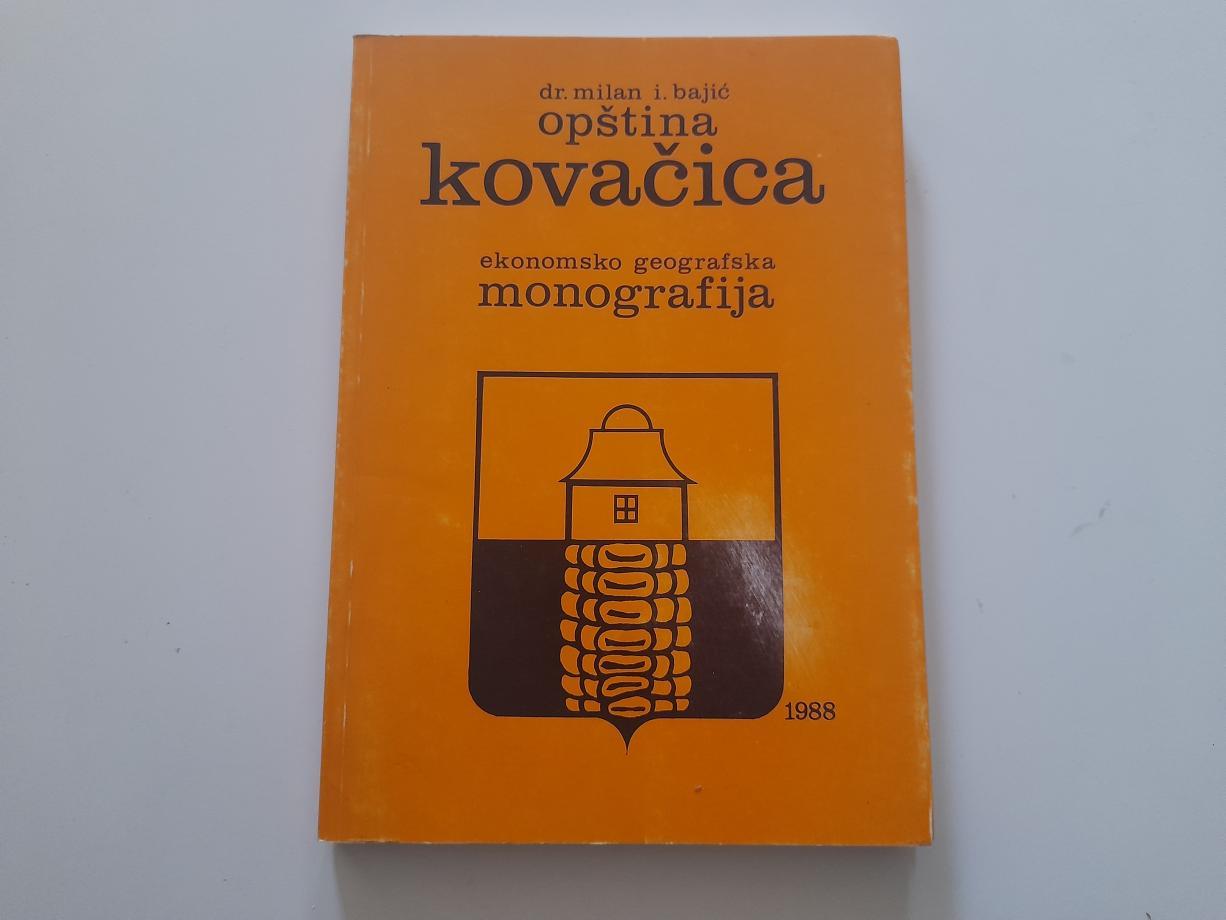 dr. milan i. bajić
opština
kovačica
ekonomsko geografska
monografija
1988